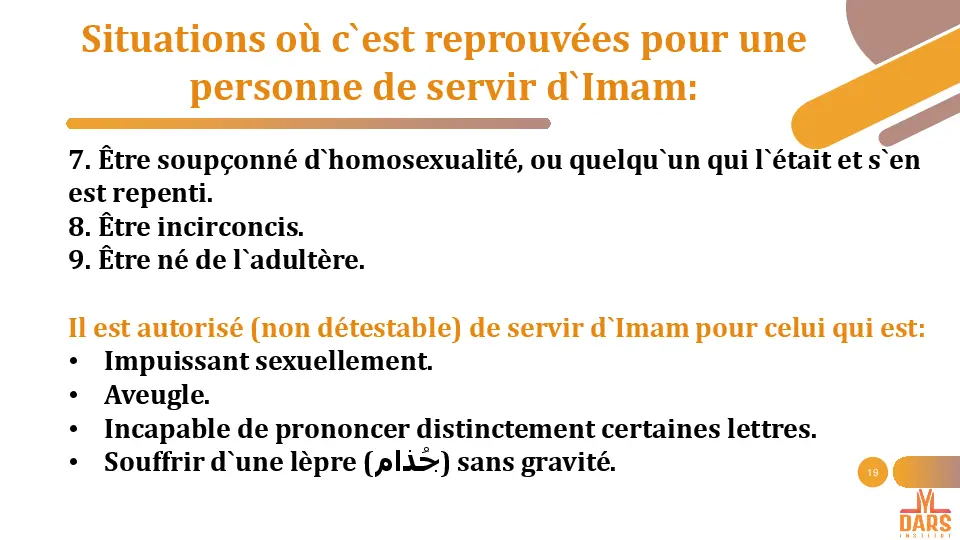 Situations où c`est reprouvées pour une
personne de servir d`Imam:
7. Être soupçonné d`homosexualité, ou quelqu`un qui l`était et s`en
est repenti.
8. Être incirconcis.
9. Être né de l`adultère.
Il est autorisé (non détestable) de servir d`Imam pour celui qui est:
• Impuissant sexuellement.
• Aveugle.
• Incapable de prononcer distinctement certaines lettres.
• Souffrir d`une lèpre (جُذام) sans gravité.
19
DARS
INSTITUT